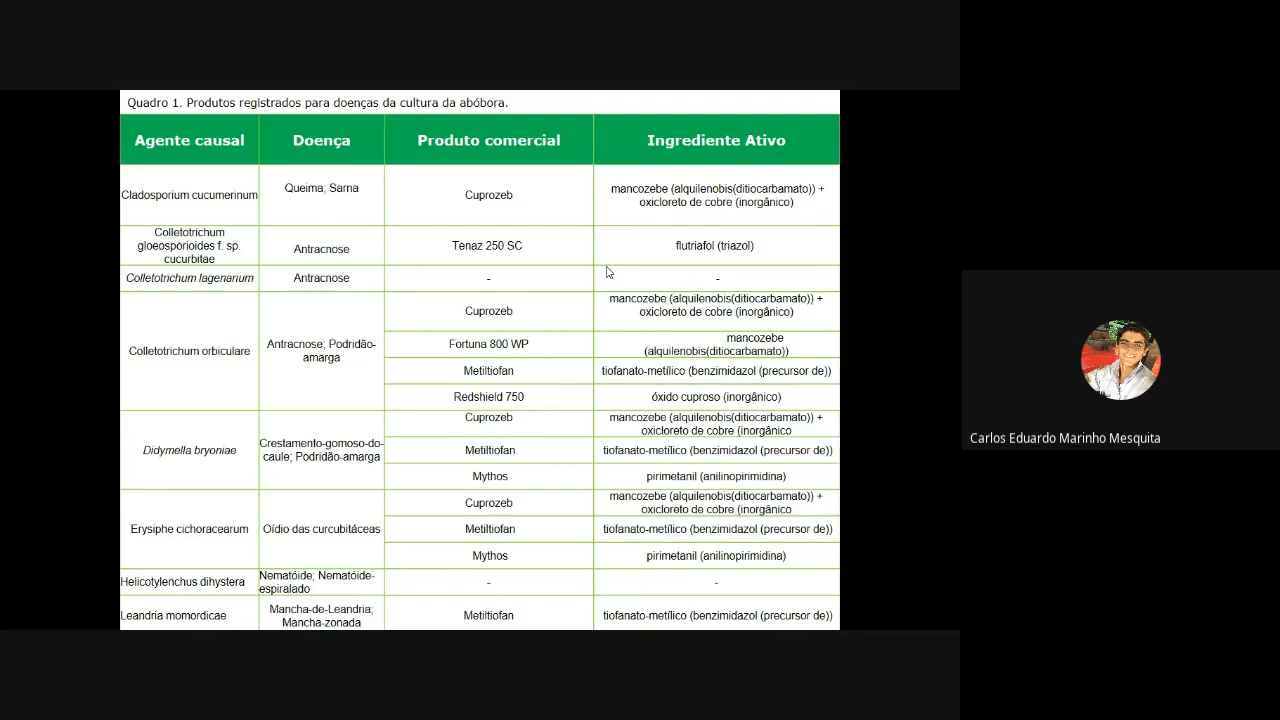 Quadro 1. Produtos registrados para doenças da cultura da abóbora.
Agente causal
Doença
Produto comercial
Ingrediente Ativo
Cladosporium cucumerinum
Queima; Sarna
Cuprozeb
mancozebe (alquilenobis(ditiocarbamato)) +
oxicloreto de cobre (inorgânico)
Colletotrichum
gloeosporioides f. sp.
cucurbitae
Antracnose
Tenaz 250 SC
flutriafol (triazol)
Colletotrichum lagenarium
Antracnose
-
-
Colletotrichum orbiculare
Antracnose; Podridão-
amarga
Cuprozeb
mancozebe (alquilenobis(ditiocarbamato)) +
oxicloreto de cobre (inorgânico)
Fortuna 800 WP
mancozebe
(alquilenobis(ditiocarbamato))
Metiltiofan
tiofanato-metílico (benzimidazol (precursor de))
Redshield 750
óxido cuproso (inorgânico)
Didymella bryoniae
Crestamento-gomoso-do-
caule; Podridão-amarga
Cuprozeb
mancozebe (alquilenobis(ditiocarbamato)) +
oxicloreto de cobre (inorgânico
Metiltiofan
tiofanato-metílico (benzimidazol (precursor de))
Mythos
pirimetanil (anilinopirimidina)
Erysiphe cichoracearum
Oídio das curcubitáceas
Cuprozeb
mancozebe (alquilenobis(ditiocarbamato)) +
oxicloreto de cobre (inorgânico
Metiltiofan
tiofanato-metílico (benzimidazol (precursor de))
Mythos
pirimetanil (anilinopirimidina)
Helicotylenchus dihystera
Nematóide; Nematóide-
espiralado
-
-
Leandria momordicae
Mancha-de-Leandria;
Mancha-zonada
Metiltiofan
tiofanato-metílico (benzimidazol (precursor de))
Carlos Eduardo Marinho Mesquita